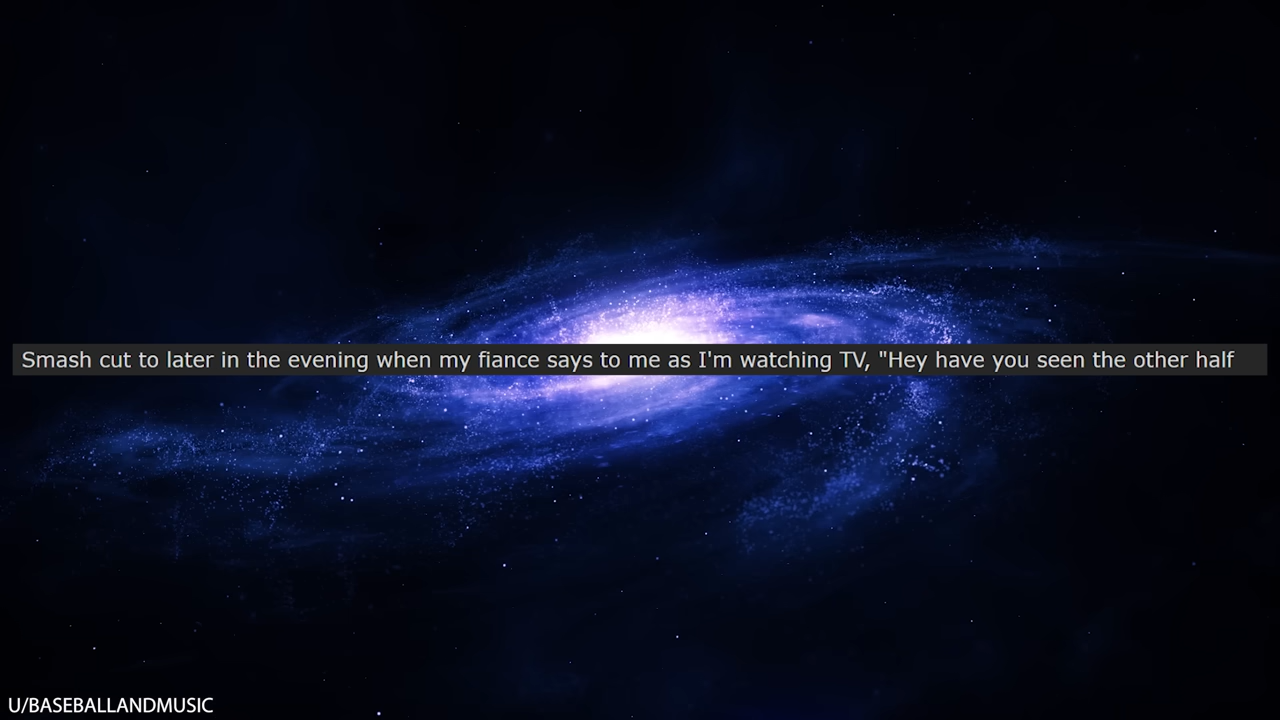 Smash cut to later in the evening when my fiance says to me as I'm watching TV, "Hey have you seen the other half
U/BASEBALLANDMUSIC